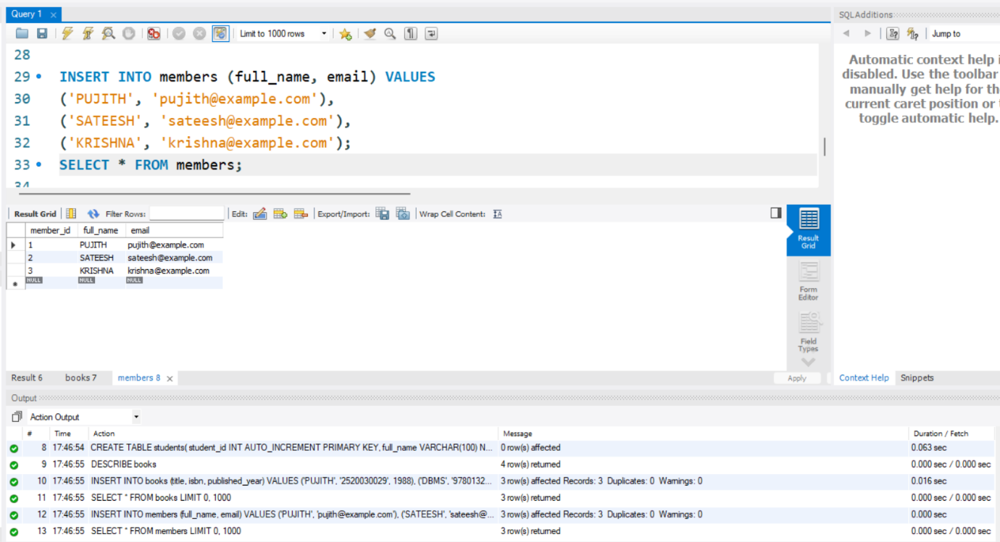 Query 1
SQLAdditions
Limit to 1000 rows
Jump to
28
29 INSERT INTO members (full_name, email) VALUES
30 ('PUJITH', 'pujith@example.com'),
31 ('SATEESH', 'sateesh@example.com'),
32 ('KRISHNA', 'krishna@example.com');
33 SELECT * FROM members;
34
Automatic context help i
disabled. Use the toolbar
manually get help for the
current caret position or t
toggle automatic help.
Result Grid Filter Rows: Edit: Export/Import: Wrap Cell Content:
member_id full_name email
1 PUJITH pujith@example.com
2 SATEESH sateesh@example.com
3 KRISHNA krishna@example.com
NULL NULL NULL
Result
Grid
Form
Editor
Field
Types
Result 6 books 7 members 8
Apply
Context Help Snippets
Output
Action Output
# Time Action Message Duration / Fetch
8 17:46:54 CREATE TABLE students( student_id INT AUTO_INCREMENT PRIMARY KEY, full_name VARCHAR(100) N... 0 row(s) affected 0.063 sec
9 17:46:55 DESCRIBE books 4 row(s) returned 0.000 sec / 0.000 sec
10 17:46:55 INSERT INTO books (title, isbn, published_year) VALUES ('PUJITH', '2520030029', 1988), ('DBMS', '9780132... 3 row(s) affected Records: 3 Duplicates: 0 Warnings: 0 0.016 sec
11 17:46:55 SELECT * FROM books LIMIT 0, 1000 3 row(s) returned 0.000 sec / 0.000 sec
12 17:46:55 INSERT INTO members (full_name, email) VALUES ('PUJITH', 'pujith@example.com'), ('SATEESH', 'sateesh@... 3 row(s) affected Records: 3 Duplicates: 0 Warnings: 0 0.000 sec
13 17:46:55 SELECT * FROM members LIMIT 0, 1000 3 row(s) returned 0.000 sec / 0.000 sec